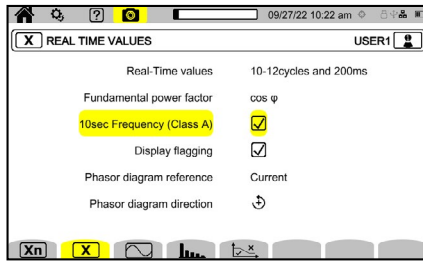 ? 09/27/22 10:22 am
X REAL TIME VALUES USER1
Real-Time values 10-12cycles and 200ms
Fundamental power factor cos φ
10sec Frequency (Class A)
Display flagging
Phasor diagram reference Current
Phasor diagram direction
Xn X